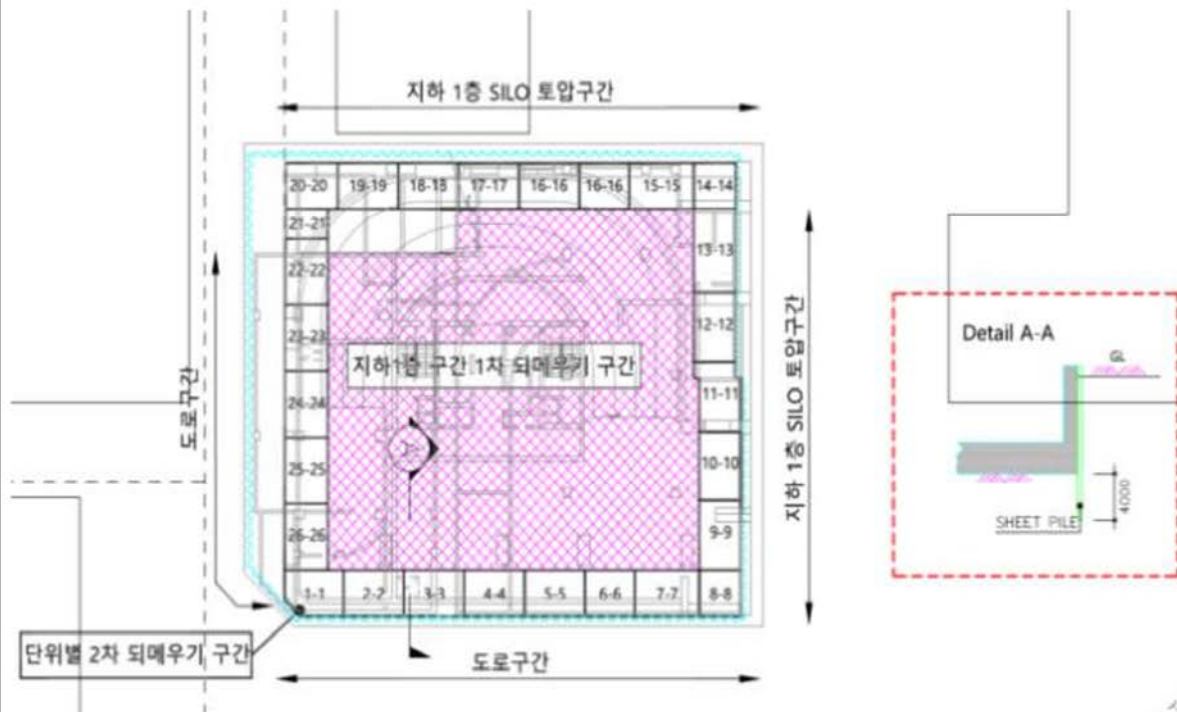 지하 1층 SILO 토압구간
20-20 19-19 18-18 17-17 16-16 16-16 15-15 14-14
21-21
13-13
22-22
12-12
23-23
지하1층 구간 1차 되메우기 구간
도로구간
지하 1층 SILO 토압구간
11-11
24-24
A
10-10
25-25
9-9
26-26
1-1 2-2 3-3 4-4 5-5 6-6 7-7 8-8
단위별 2차 되메우기 구간
도로구간
Detail A-A
GL
4000
SHEET PILE